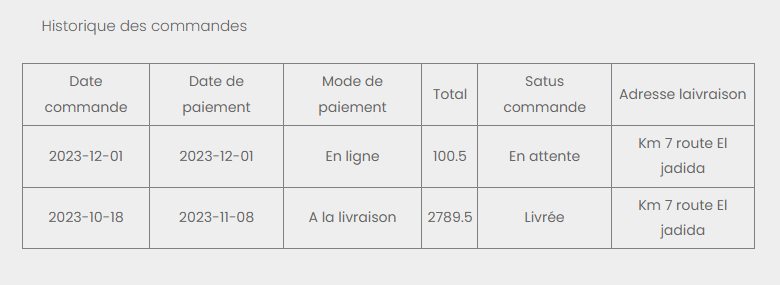 Historique des commandes
Date commande | Date de paiement | Mode de paiement | Total | Satus commande | Adresse laivraison
2023-12-01 | 2023-12-01 | En ligne | 100.5 | En attente | Km 7 route El jadida
2023-10-18 | 2023-11-08 | A la livraison | 2789.5 | Livrée | Km 7 route El jadida